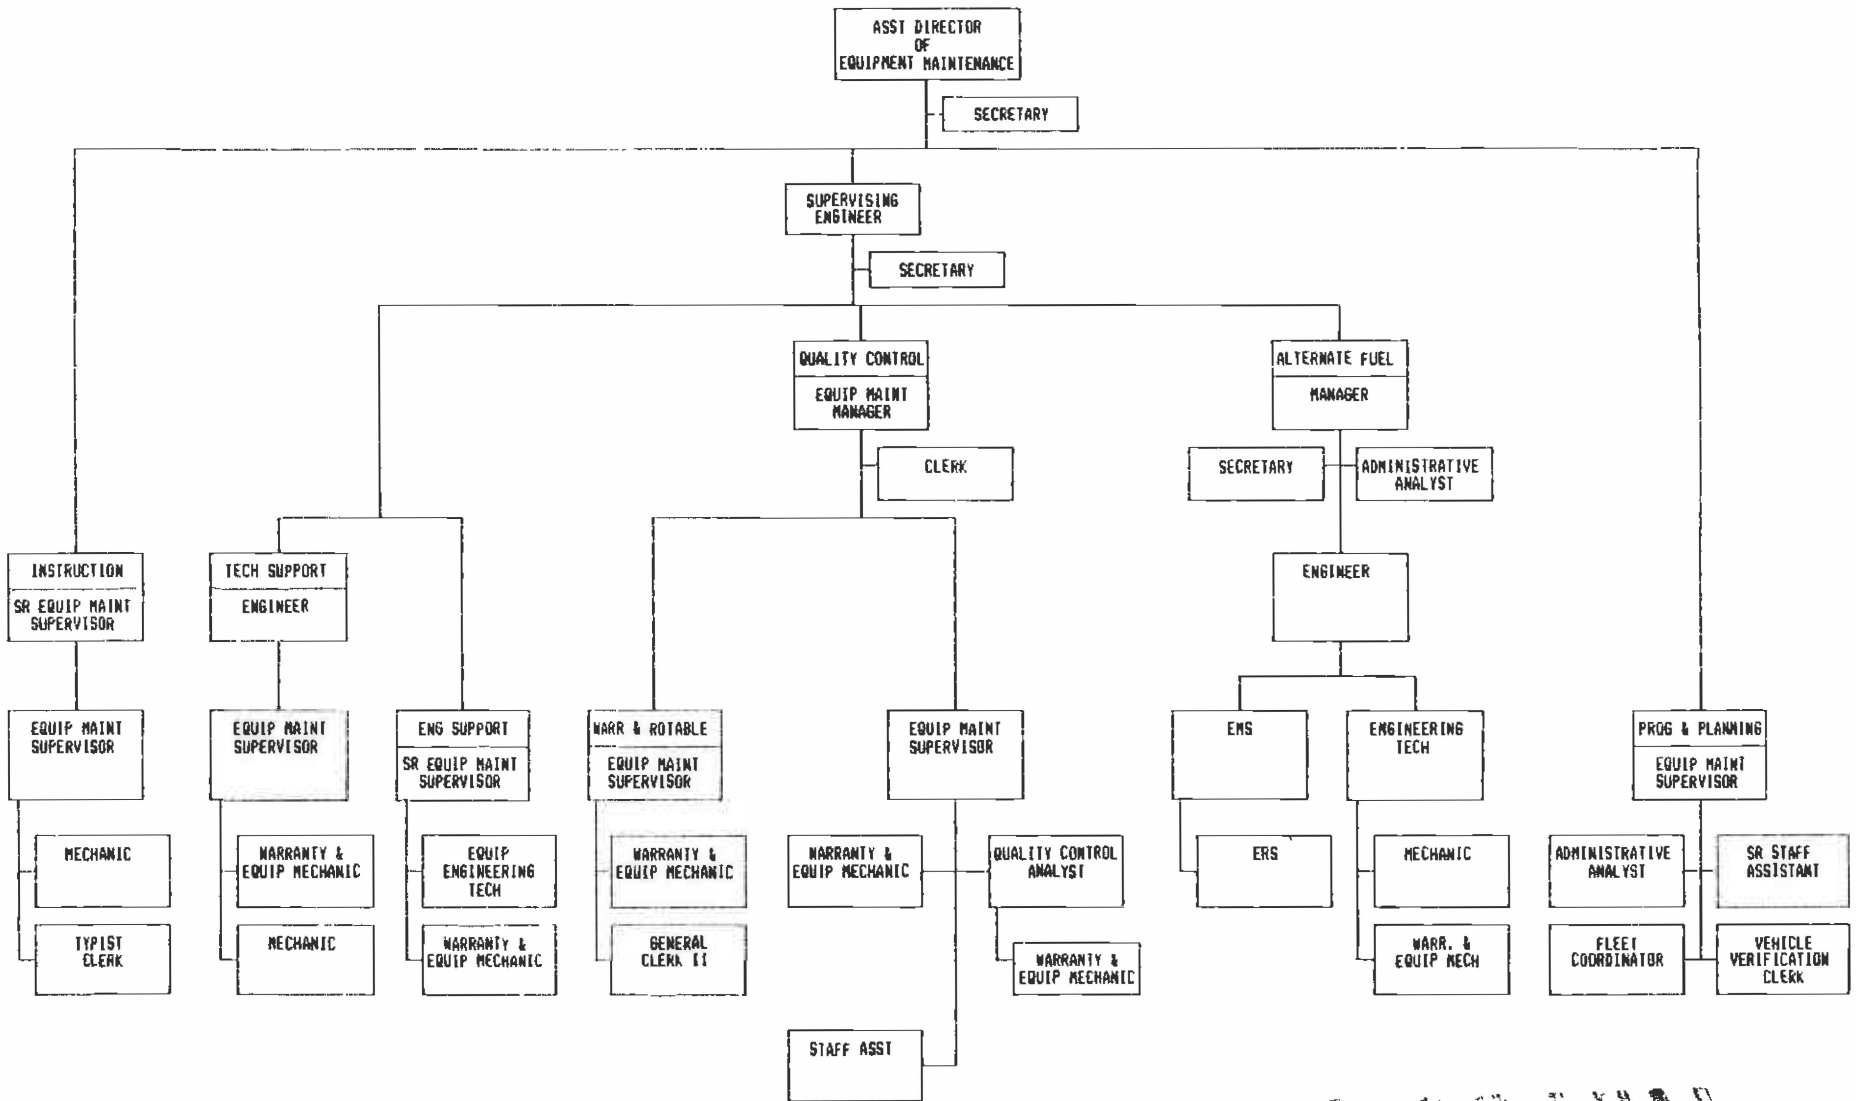 ASST DIRECTOR
OF
EQUIPMENT MAINTENANCE
SECRETARY
SUPERVISING
ENGINEER
SECRETARY
QUALITY CONTROL
EQUIP MAINT
MANAGER
ALTERNATE FUEL
MANAGER
CLERK
SECRETARY
ADMINISTRATIVE
ANALYST
INSTRUCTION
SR EQUIP MAINT
SUPERVISOR
TECH SUPPORT
ENGINEER
ENGINEER
EQUIP MAINT
SUPERVISOR
EQUIP MAINT
SUPERVISOR
ENG SUPPORT
SR EQUIP MAINT
SUPERVISOR
WARR & ROTABLE
EQUIP MAINT
SUPERVISOR
EQUIP MAINT
SUPERVISOR
EMS
ENGINEERING
TECH
PROG & PLANNING
EQUIP MAINT
SUPERVISOR
MECHANIC
WARRANTY &
EQUIP MECHANIC
EQUIP
ENGINEERING
TECH
WARRANTY &
EQUIP MECHANIC
WARRANTY &
EQUIP MECHANIC
QUALITY CONTROL
ANALYST
ERS
MECHANIC
ADMINISTRATIVE
ANALYST
SR STAFF
ASSISTANT
TYPIST
CLERK
MECHANIC
WARRANTY &
EQUIP MECHANIC
GENERAL
CLERK II
WARRANTY &
EQUIP MECHANIC
WARR. &
EQUIP MECH
FLEET
COORDINATOR
VEHICLE
VERIFICATION
CLERK
STAFF ASST